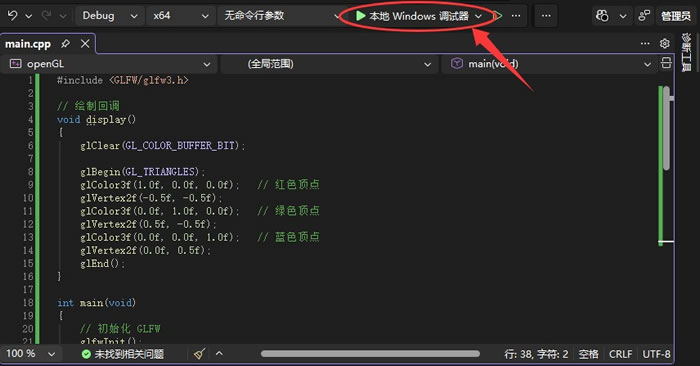 Debug x64 无命令行参数 本地 Windows 调试器 管理员
main.cpp
诊断工具
openGL (全局范围) main(void)
1 #include <GLFW/glfw3.h>
2
3 // 绘制回调
4 void display()
5 {
6 glClear(GL_COLOR_BUFFER_BIT);
7
8 glBegin(GL_TRIANGLES);
9 glColor3f(1.0f, 0.0f, 0.0f); // 红色顶点
10 glVertex2f(-0.5f, -0.5f);
11 glColor3f(0.0f, 1.0f, 0.0f); // 绿色顶点
12 glVertex2f(0.5f, -0.5f);
13 glColor3f(0.0f, 0.0f, 1.0f); // 蓝色顶点
14 glVertex2f(0.0f, 0.5f);
15 glEnd();
16 }
17
18 int main(void)
19 {
20 // 初始化 GLFW
21 glfwInit();
100 % 未找到相关问题 行: 38, 字符: 2 空格 CRLF UTF-8